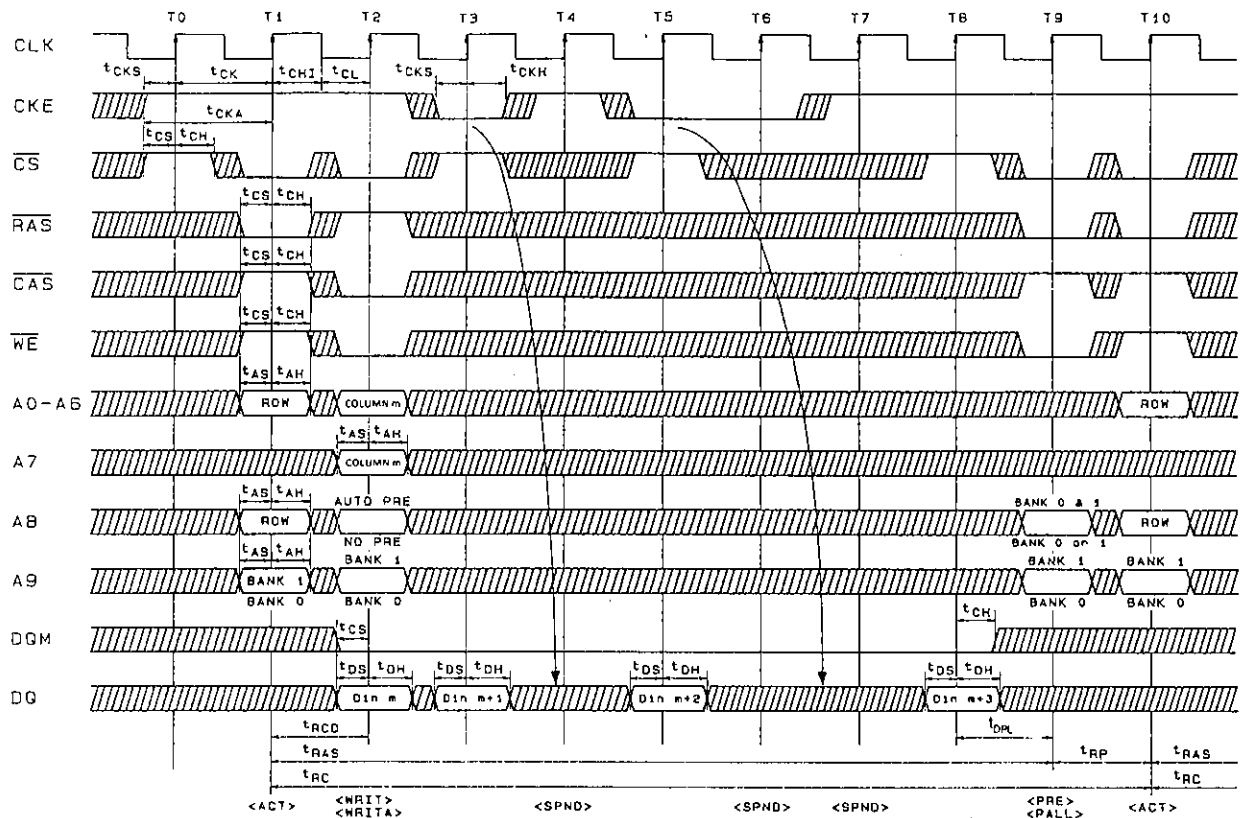 T0 T1 T2 T3 T4 T5 T6 T7 T8 T9 T10
CLK
tCKS tCK tCHI tCL tCKS tCKH
CKE
tCKA
tCS tCH
CS
tCS tCH
RAS
tCS tCH
CAS
tCS tCH
WE
tAS tAH
A0-A6 ROW COLUMN m ROW
tAS tAH
A7 COLUMN m
tAS tAH AUTO PRE BANK 0 & 1
A8 ROW ROW
NO PRE BANK 0 or 1
tAS tAH BANK 1 BANK 1 BANK 1
A9 BANK 1
BANK 0 BANK 0 BANK 0 BANK 0
tCH
DQM tCS
tDS tDH tDS tDH tDS tDH tDS tDH
DQ Din m Din m+1 Din m+2 Din m+3
tRCD tDPL
tRAS tRP tRAS
tRC tRC
<ACT> <WRIT> <SPND> <SPND> <SPND> <PRE> <ACT>
<WRITA> <PALL>